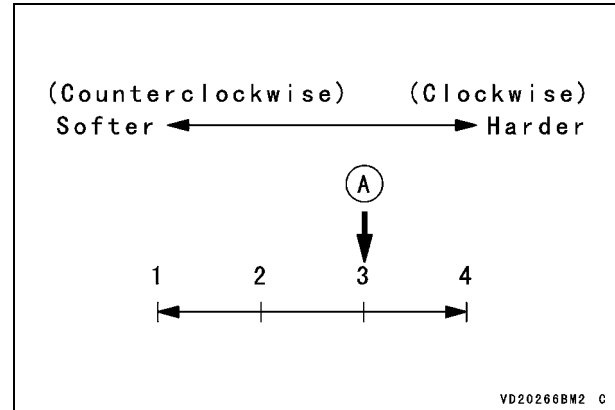 (Counterclockwise) (Clockwise)
Softer Harder
A
1 2 3 4
VD20266BM2 C